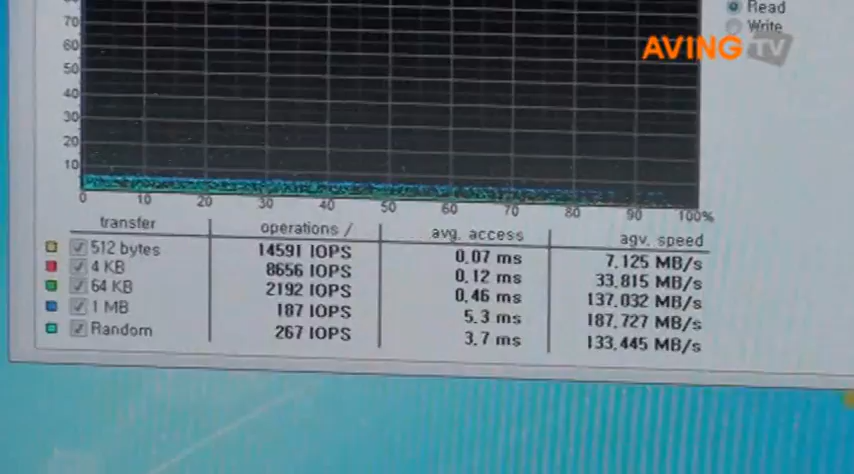 Read
Write
AVING TV
70
60
50
40
30
20
10
0 10 20 30 40 50 60 70 80 90 100%
transfer operations / avg. access agv. speed
512 bytes 14591 IOPS 0.07 ms 7.125 MB/s
4 KB 8656 IOPS 0.12 ms 33.815 MB/s
64 KB 2192 IOPS 0.46 ms 137.032 MB/s
1 MB 187 IOPS 5.3 ms 187.727 MB/s
Random 267 IOPS 3.7 ms 133.445 MB/s